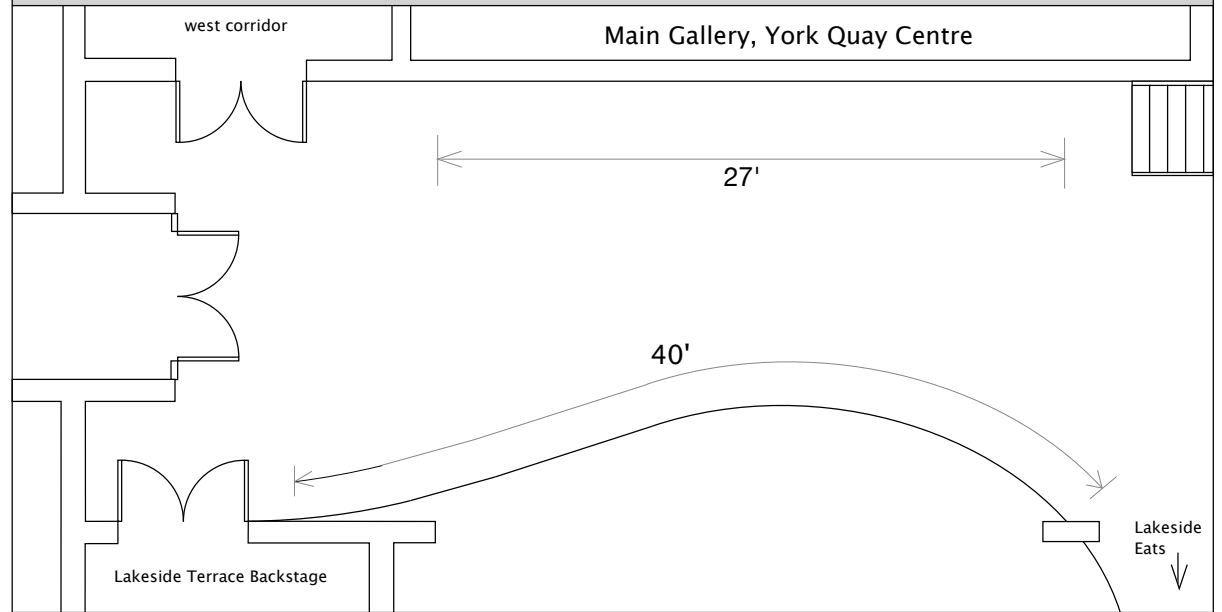 west corridor
Main Gallery, York Quay Centre
27'
40'
Lakeside
Eats
Lakeside Terrace Backstage